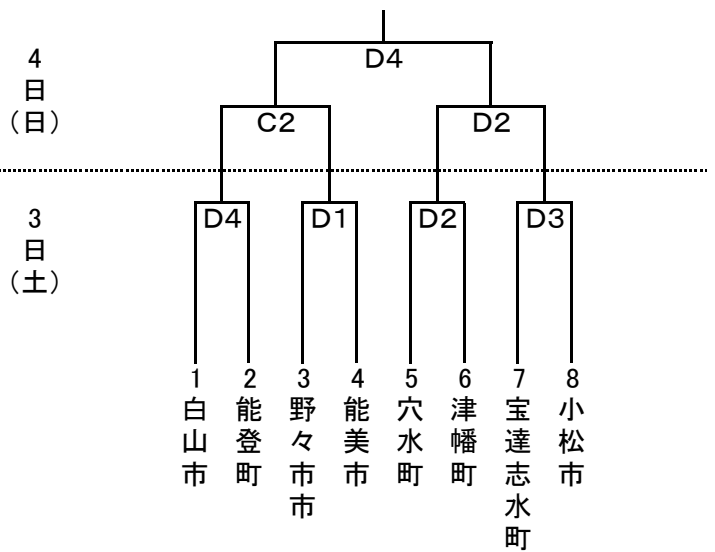 D4
4日(日)
C2
D2
3日(土)
D4
D1
D2
D3
1白山市
2能登町
3野々市市
4能美市
5穴水町
6津幡町
7宝達志水町
8小松市